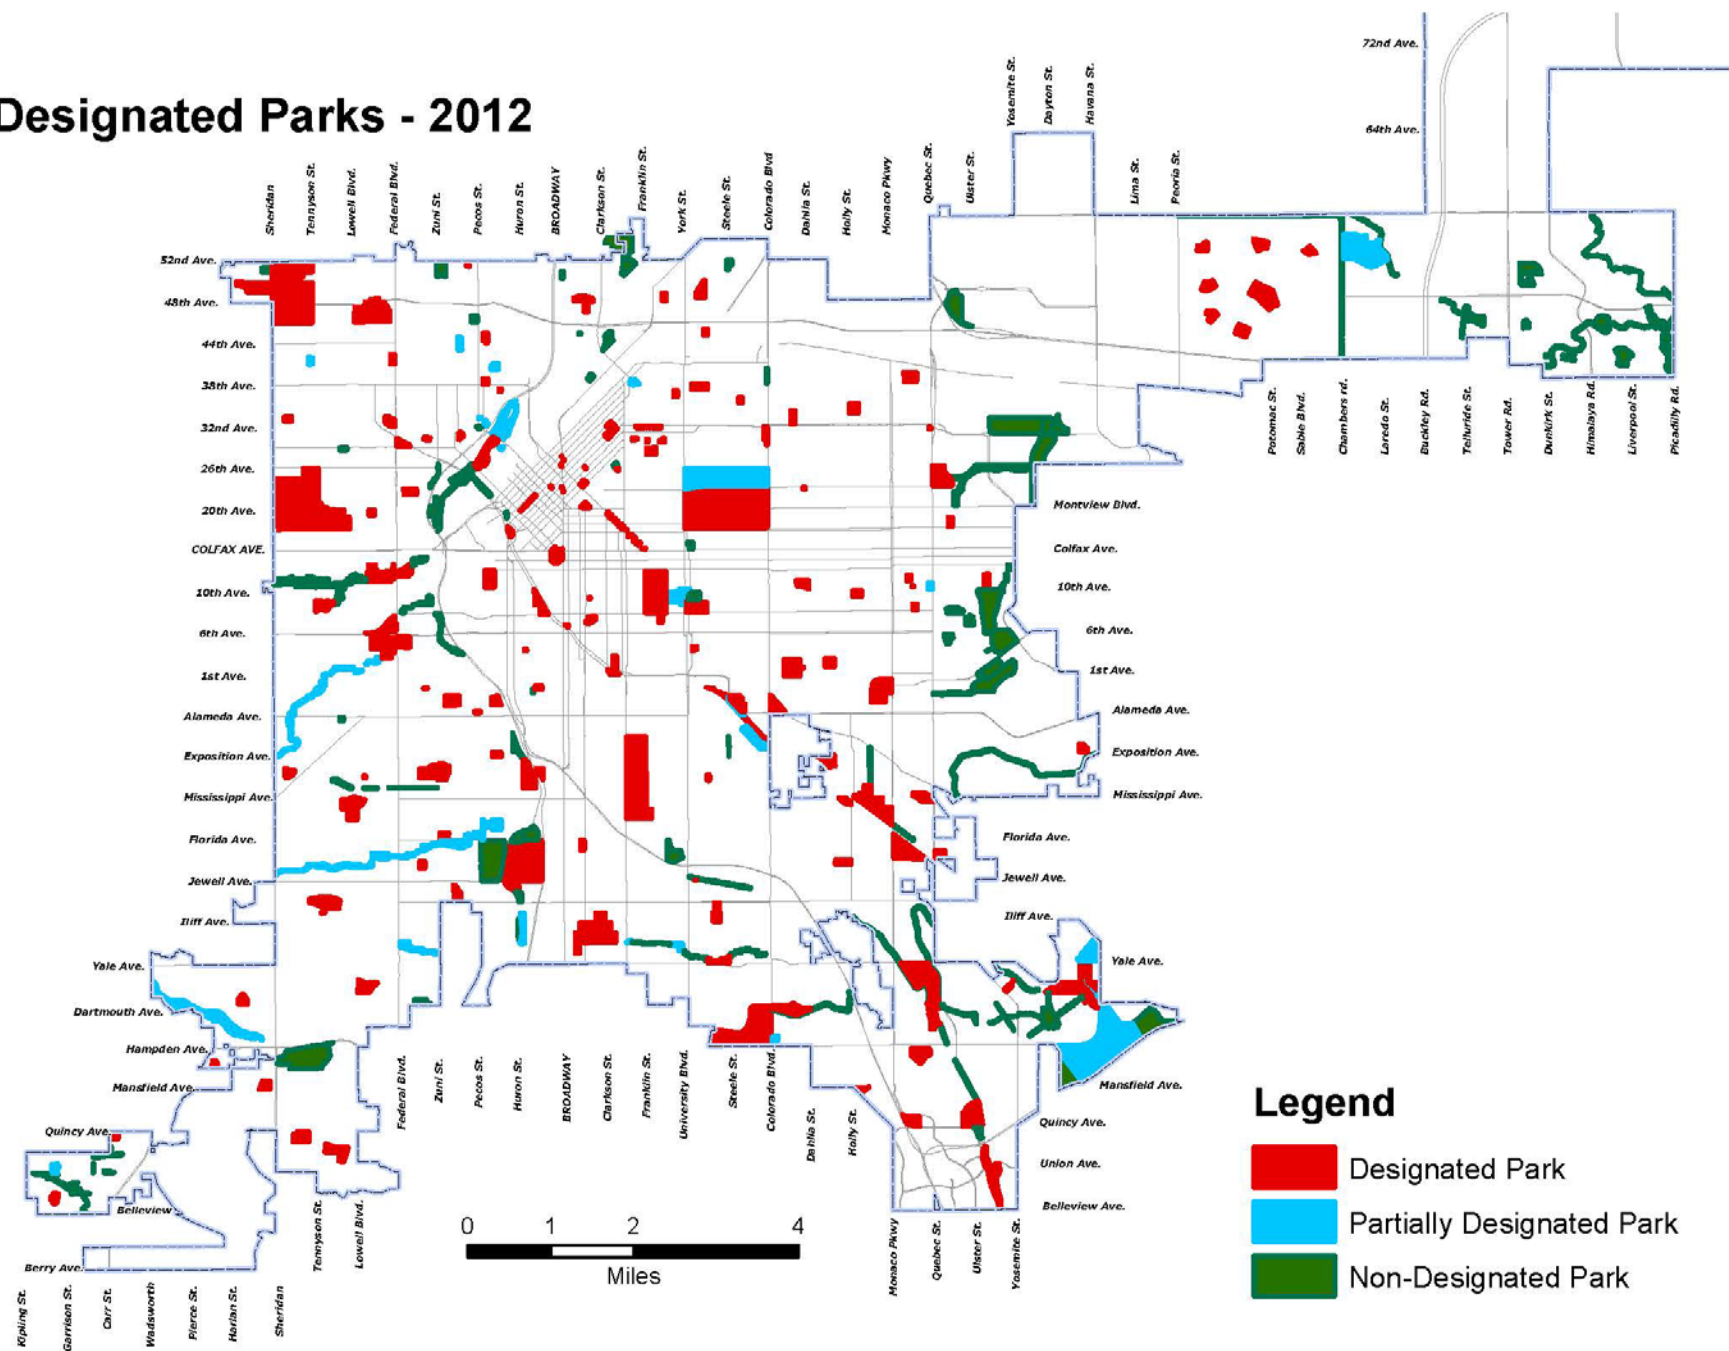 Designated Parks - 2012
72nd Ave.
64th Ave.
Yosemite St.
Dayton St.
Havana St.
Sheridan
Tennyson St.
Lowell Blvd.
Federal Blvd.
Zuni St.
Pecos St.
Huron St.
BROADWAY
Clarkson St.
Franklin St.
York St.
Steele St.
Colorado Blvd
Dahlia St.
Holly St.
Monaco Pkwy
Quebec St.
Ulster St.
Lima St.
Peoria St.
52nd Ave.
48th Ave.
44th Ave.
38th Ave.
32nd Ave.
26th Ave.
20th Ave.
COLFAX AVE.
10th Ave.
6th Ave.
1st Ave.
Alameda Ave.
Exposition Ave.
Mississippi Ave.
Florida Ave.
Jewell Ave.
Iliff Ave.
Yale Ave.
Dartmouth Ave.
Hampden Ave.
Mansfield Ave.
Quincy Ave.
Belleview
Berry Ave.
Potomac St.
Sable Blvd.
Chambers rd.
Laredo St.
Buckley Rd.
Telluride St.
Tower Rd.
Dunkirk St.
Himalaya Rd.
Liverpool St.
Picadilly Rd.
Montview Blvd.
Colfax Ave.
10th Ave.
6th Ave.
1st Ave.
Alameda Ave.
Exposition Ave.
Mississippi Ave.
Florida Ave.
Jewell Ave.
Iliff Ave.
Yale Ave.
Mansfield Ave.
Quincy Ave.
Union Ave.
Belleview Ave.
Federal Blvd.
Zuni St.
Pecos St.
Huron St.
BROADWAY
Clarkson St.
Franklin St.
University Blvd.
Steele St.
Colorado Blvd.
Dahlia St.
Holly St.
Monaco Pkwy
Quebec St.
Ulster St.
Yosemite St.
Kipling St.
Garrison St.
Carr St.
Wadsworth
Pierce St.
Harlan St.
Sheridan
Tennyson St.
Lowell Blvd.
0 1 2 4
Miles
Legend
Designated Park
Partially Designated Park
Non-Designated Park